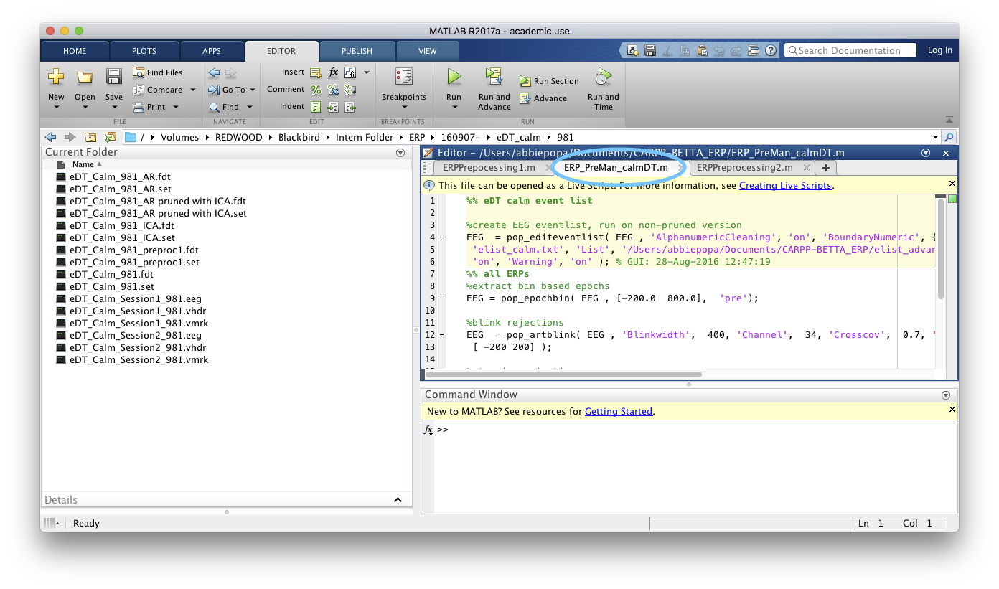 MATLAB R2017a - academic use
HOME PLOTS APPS EDITOR PUBLISH VIEW Search Documentation Log In
New Open Save Find Files Compare Print
FILE
Go To Find
NAVIGATE
Insert fx
Comment
Indent
EDIT
Breakpoints
BREAKPOINTS
Run Run and Advance Run Section Advance Run and Time
RUN
/ Volumes REDWOOD Blackbird Intern Folder ERP 160907- eDT_calm 981
Current Folder
Name
eDT_Calm_981_AR.fdt
eDT_Calm_981_AR.set
eDT_Calm_981_AR pruned with ICA.fdt
eDT_Calm_981_AR pruned with ICA.set
eDT_Calm_981_ICA.fdt
eDT_Calm_981_ICA.set
eDT_Calm_981_preproc1.fdt
eDT_Calm_981_preproc1.set
eDT_Calm_981.fdt
eDT_Calm_981.set
eDT_Calm_Session1_981.eeg
eDT_Calm_Session1_981.vhdr
eDT_Calm_Session1_981.vmrk
eDT_Calm_Session2_981.eeg
eDT_Calm_Session2_981.vhdr
eDT_Calm_Session2_981.vmrk
Details
Ready
Editor - /Users/abbiepopa/Documents/CARPP-BETTA_ERP/ERP_PreMan_calmDT.m
ERPPrepocessing1.m ERP_PreMan_calmDT.m ERPPreprocessing2.m +
This file can be opened as a Live Script. For more information, see Creating Live Scripts.
1 %% eDT calm event list
2
3 %create EEG eventlist, run on non-pruned version
4 - EEG  = pop_editeventlist( EEG , 'AlphanumericCleaning', 'on', 'BoundaryNumeric', {
5 'elist_calm.txt', 'List', '/Users/abbiepopa/Documents/CARPP-BETTA_ERP/elist_advan
6 'on', 'Warning', 'on' ); % GUI: 28-Aug-2016 12:47:19
7 %% all ERPs
8 %extract bin based epochs
9 - EEG = pop_epochbin( EEG , [-200.0  800.0],  'pre');
10
11 %blink rejections
12 - EEG  = pop_artblink( EEG , 'Blinkwidth',  400, 'Channel',  34, 'Crosscov',  0.7, '
13 [ -200 200] );
14
Command Window
New to MATLAB? See resources for Getting Started.
fx >>
Ln 1 Col 1